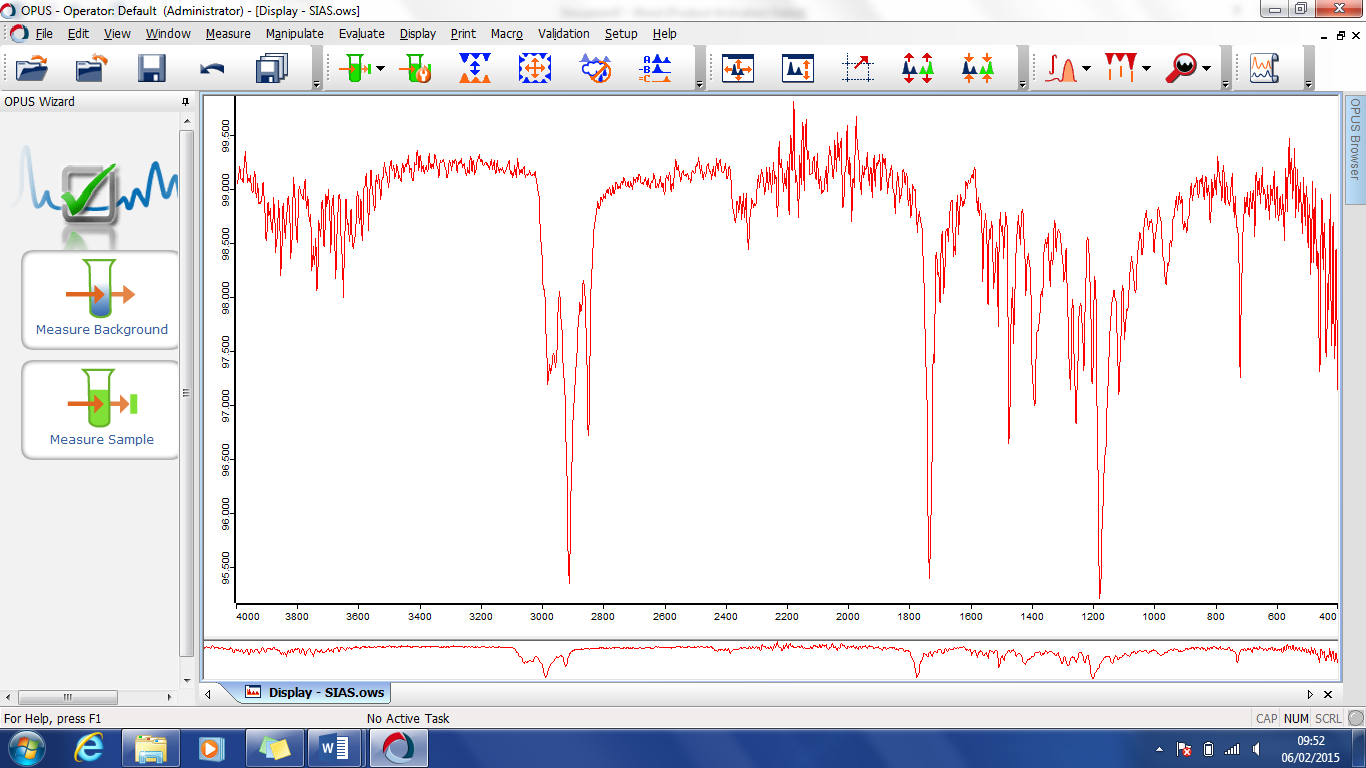 OPUS - Operator: Default (Administrator) - [Display - SIAS.ows]
File Edit View Window Measure Manipulate Evaluate Display Print Macro Validation Setup Help
A
B
C
A
B
C
OPUS Wizard
Measure Background
Measure Sample
99.500
99.000
98.500
98.000
97.500
97.000
96.500
96.000
95.500
4000 3800 3600 3400 3200 3000 2800 2600 2400 2200 2000 1800 1600 1400 1200 1000 800 600 400
OPUS Browser
Display - SIAS.ows
For Help, press F1 No Active Task CAP NUM SCRL
09:52
06/02/2015